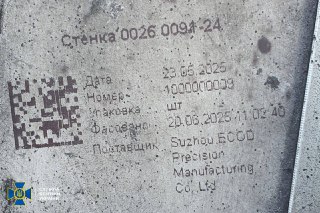 Стенка 0026 0091-24
Дата 23.05.2025
Номер: 1000000009
Упаковка шт
Фасовано: 20.08.2025 11:02:40
Поставщик Suzhou ECOD
Precision
Manufacturing
Co, Ltd